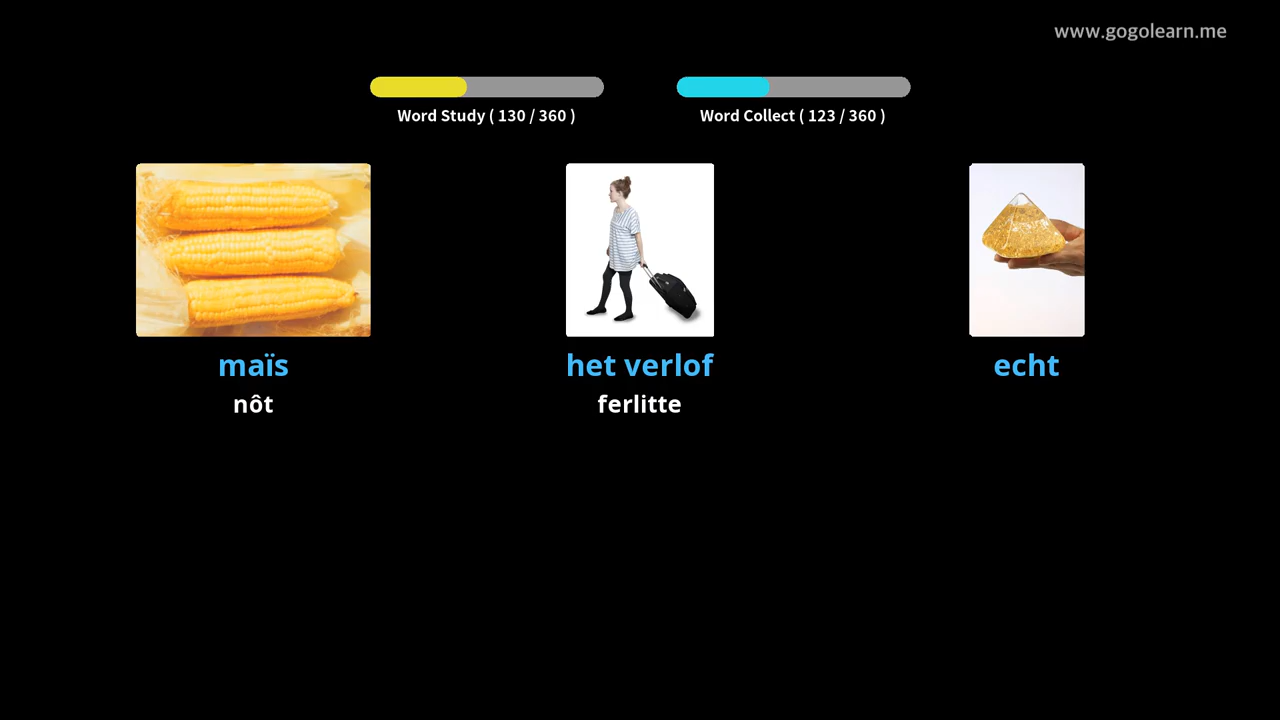 www.gogolearn.me
Word Study ( 130 / 360 )
Word Collect ( 123 / 360 )
maïs
het verlof
echt
nôt
ferlitte